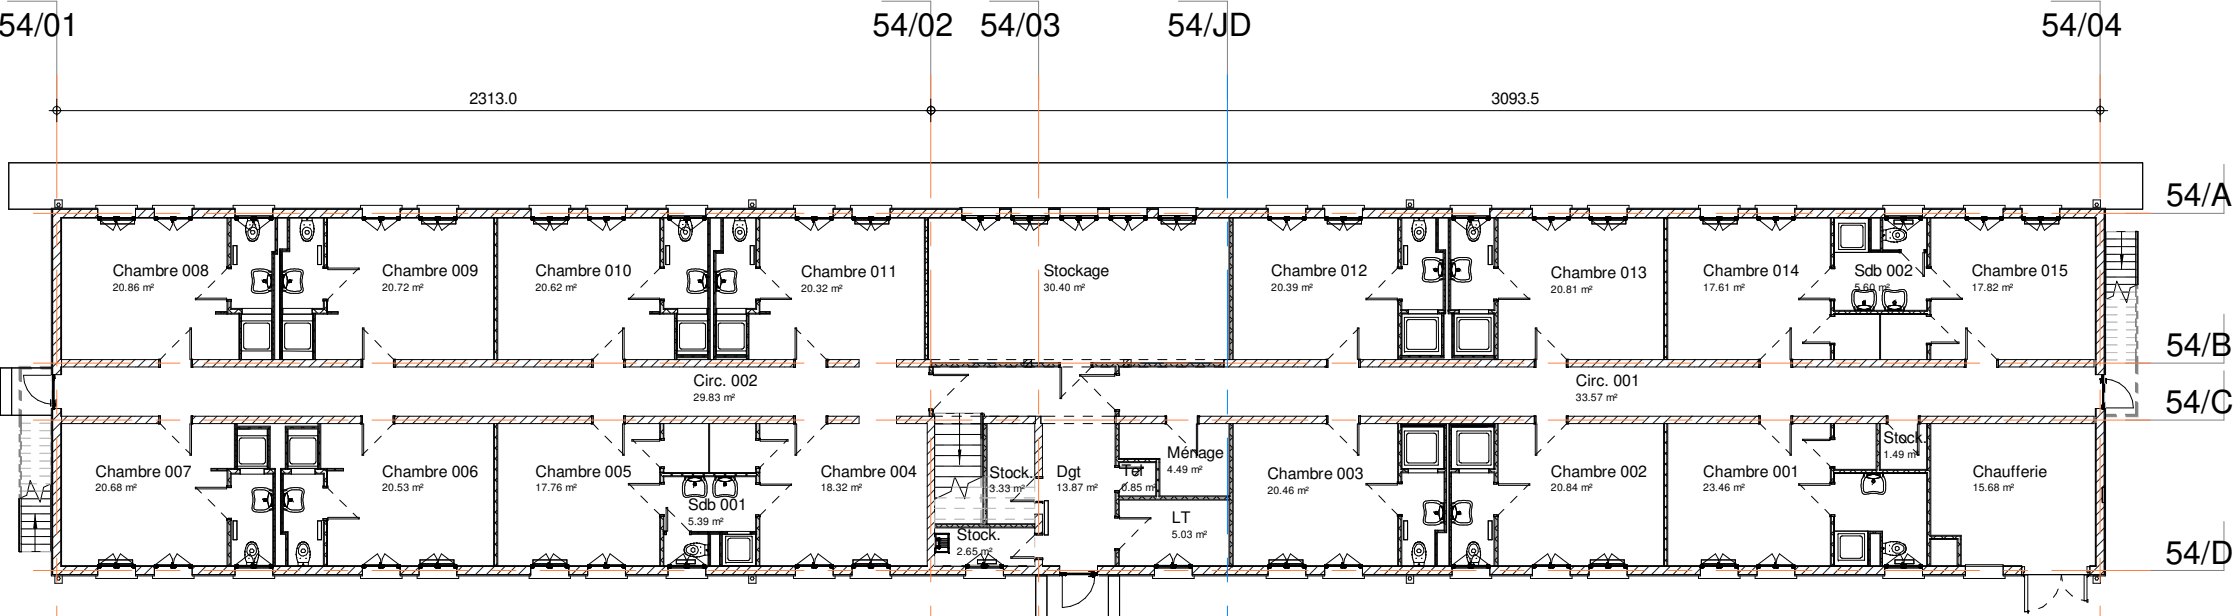 54/01
54/02
54/03
54/JD
54/04
2313.0
3093.5
54/A
Chambre 008
20.86 m²
Chambre 009
20.72 m²
Chambre 010
20.62 m²
Chambre 011
20.32 m²
Stockage
30.40 m²
Chambre 012
20.39 m²
Chambre 013
20.81 m²
Chambre 014
17.61 m²
Sdb 002
5.60 m²
Chambre 015
17.82 m²
54/B
Circ. 002
29.83 m²
Circ. 001
33.57 m²
54/C
Chambre 007
20.68 m²
Chambre 006
20.53 m²
Chambre 005
17.76 m²
Sdb 001
5.39 m²
Chambre 004
18.32 m²
Stock.
3.33 m²
Stock.
2.65 m²
Dgt
13.87 m²
Tel
0.85 m²
Ménage
4.49 m²
LT
5.03 m²
Chambre 003
20.46 m²
Chambre 002
20.84 m²
Chambre 001
23.46 m²
Stock.
1.49 m²
Chaufferie
15.68 m²
54/D